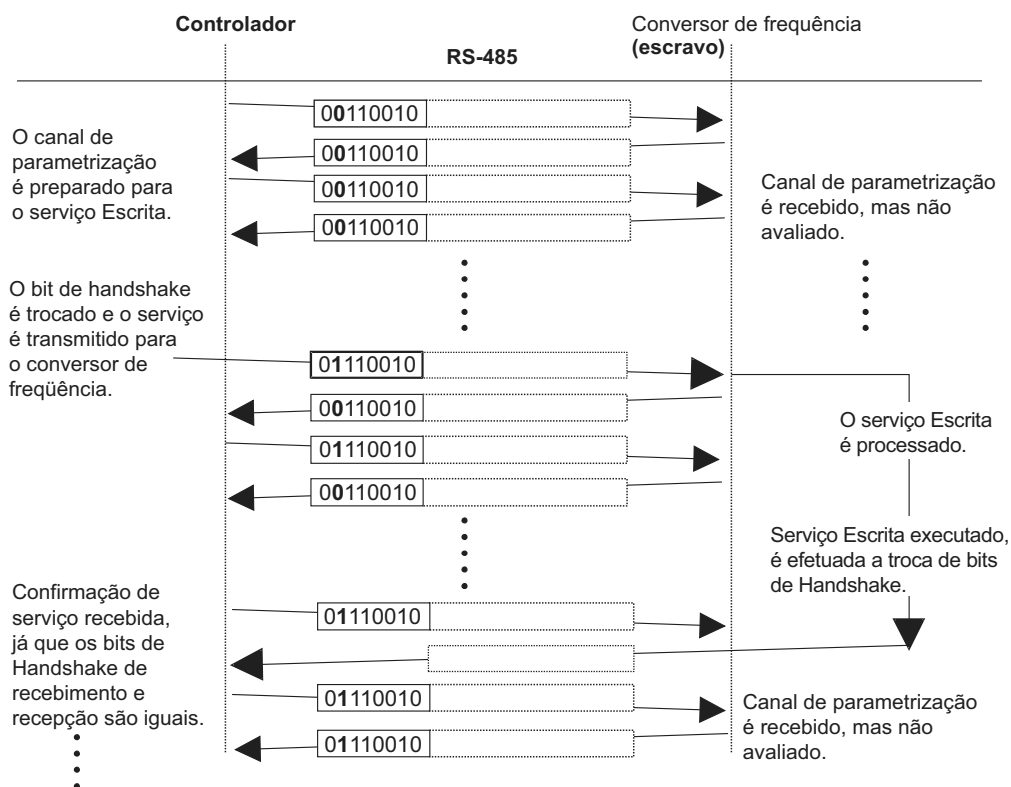 Controlador
Conversor de frequência
(escravo)
RS-485
00110010
O canal de
parametrização
é preparado para
o serviço Escrita.
00110010
00110010
00110010
Canal de parametrização
é recebido, mas não
avaliado.
O bit de handshake
é trocado e o serviço
é transmitido para
o conversor de
freqüência.
01110010
00110010
01110010
00110010
O serviço Escrita
é processado.
Serviço Escrita executado,
é efetuada a troca de bits
de Handshake.
Confirmação de
serviço recebida,
já que os bits de
Handshake de
recebimento e
recepção são iguais.
01110010
01110010
01110010
Canal de parametrização
é recebido, mas não
avaliado.